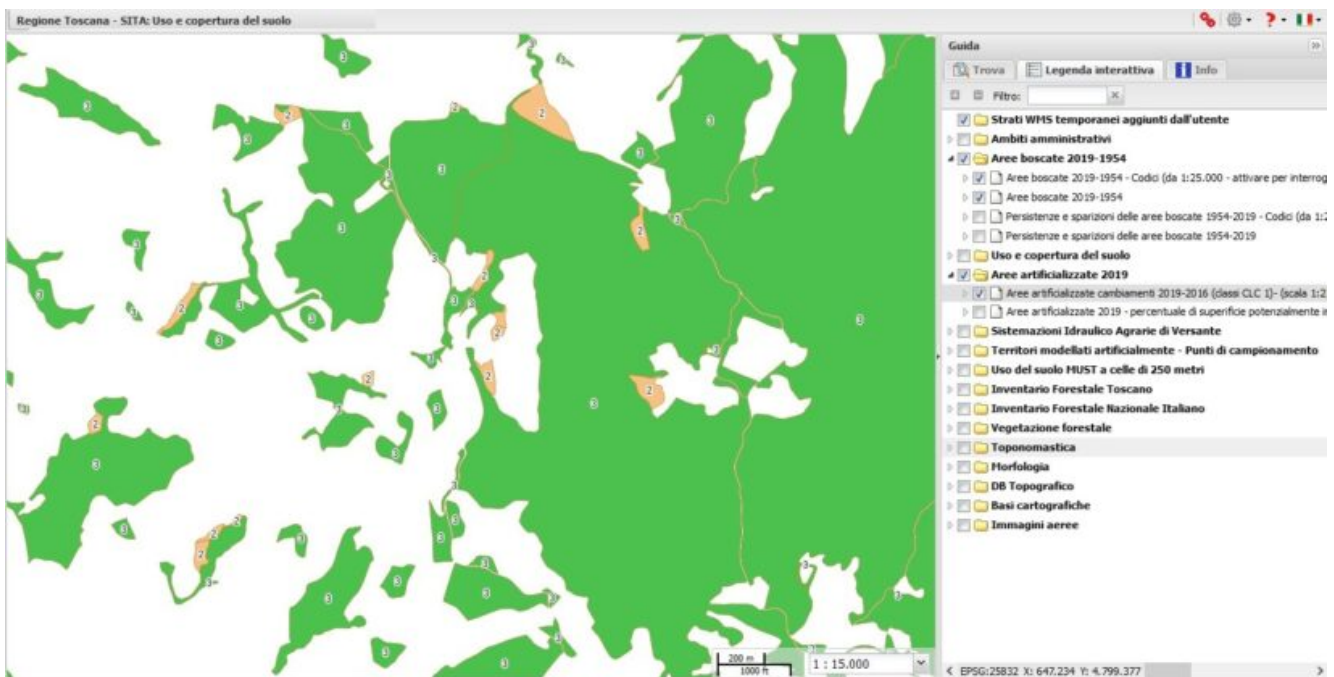 Regione Toscana - SITA: Uso e copertura del suolo
Guida
Trova
Legenda interattiva
Info
Filtro:
Strati WMS temporanei aggiunti dall'utente
Ambiti amministrativi
Aree boscate 2019-1954
Aree boscate 2019-1954 - Codici (da 1:25.000 - attivare per interrog
Aree boscate 2019-1954
Persistenze e sparizioni delle aree boscate 1954-2019 - Codici (da 1:2
Persistenze e sparizioni delle aree boscate 1954-2019
Uso e copertura del suolo
Aree artificializzate 2019
Aree artificializzate cambiamenti 2019-2016 (classi CLC 1)- (scala 1:2
Aree artificializzate 2019 - percentuale di superficie potenzialmente in
Sistemazioni Idraulico Agrarie di Versante
Territori modellati artificialmente - Punti di campionamento
Uso del suolo MUST a celle di 250 metri
Inventario Forestale Toscano
Inventario Forestale Nazionale Italiano
Vegetazione forestale
Toponomastica
Morfologia
DB Topografico
Basi cartografiche
Immagini aeree
200 m
1000 ft
1 : 15.000
EPSG:25832 X: 647.234 Y: 4.799.377